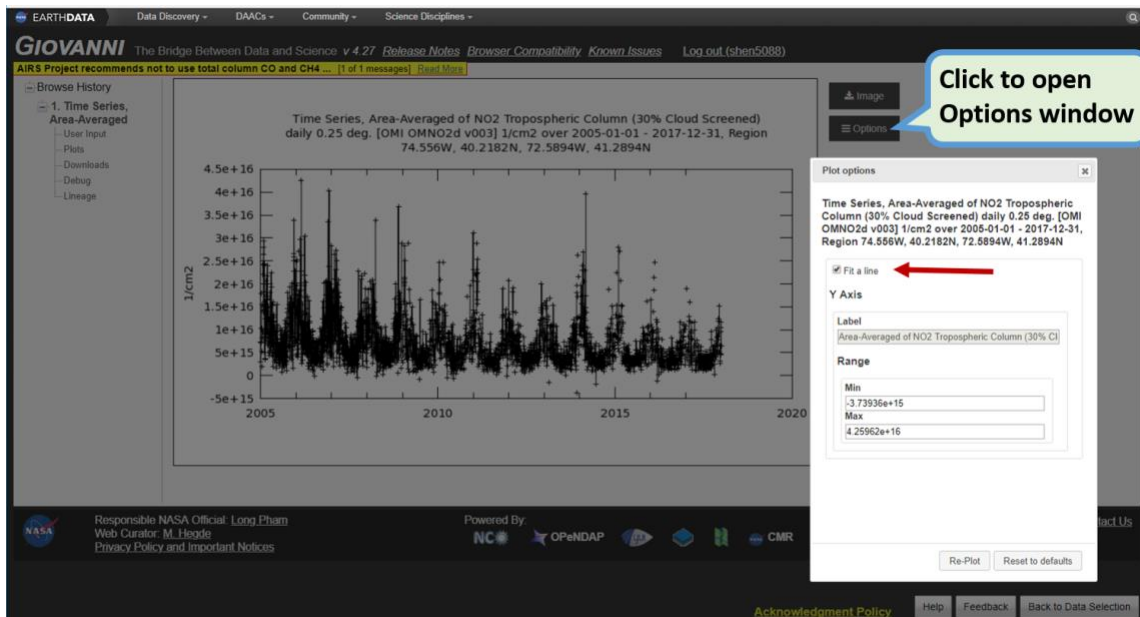 EARTHDATA Data Discovery DAACs Community Science Disciplines
GIOVANNI The Bridge Between Data and Science v 4.27 Release Notes Browser Compatibility Known Issues Log out (shen5088)
AIRS Project recommends not to use total column CO and CH4 ... [1 of 1 messages] Read More
Browse History
1. Time Series,
Area-Averaged
User Input
Plots
Downloads
Debug
Lineage
Time Series, Area-Averaged of NO2 Tropospheric Column (30% Cloud Screened)
daily 0.25 deg. [OMI OMNO2d v003] 1/cm2 over 2005-01-01 - 2017-12-31, Region
74.556W, 40.2182N, 72.5894W, 41.2894N
4.5e+16
4e+16
3.5e+16
3e+16
2.5e+16
2e+16
1.5e+16
1e+16
5e+15
0
-5e+15
1/cm2
2005 2010 2015 2020
Image
Options
Click to open
Options window
Plot options
Time Series, Area-Averaged of NO2 Tropospheric
Column (30% Cloud Screened) daily 0.25 deg. [OMI
OMNO2d v003] 1/cm2 over 2005-01-01 - 2017-12-31,
Region 74.556W, 40.2182N, 72.5894W, 41.2894N
Fit a line
Y Axis
Label
Area-Averaged of NO2 Tropospheric Column (30% Cl
Range
Min
-3.73936e+15
Max
4.25962e+16
Re-Plot Reset to defaults
NASA
Responsible NASA Official: Long Pham
Web Curator: M. Hegde
Privacy Policy and Important Notices
Powered By:
NCO OPeNDAP CMR
tact Us
Acknowledgment Policy Help Feedback Back to Data Selection